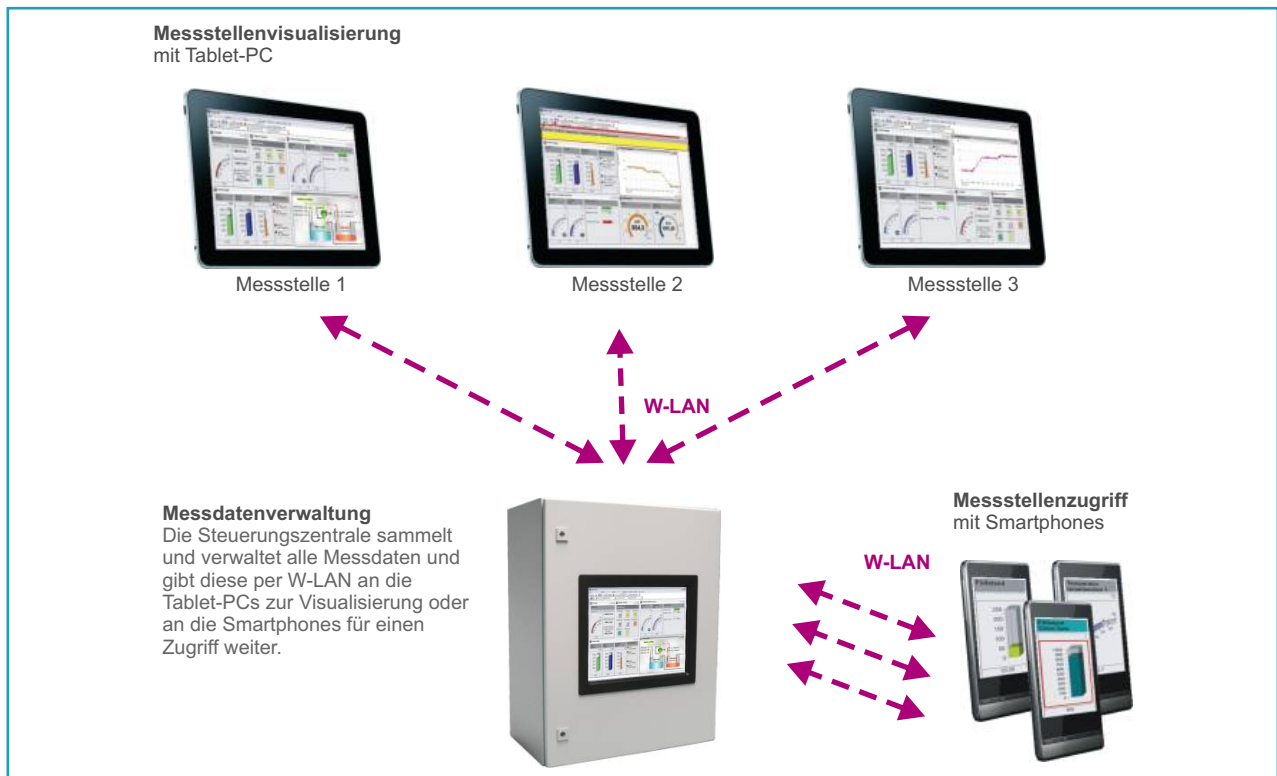 Messstellenvisualisierung
mit Tablet-PC
Messstelle 1
Messstelle 2
Messstelle 3
W-LAN
Messdatenverwaltung
Die Steuerungszentrale sammelt
und verwaltet alle Messdaten und
gibt diese per W-LAN an die
Tablet-PCs zur Visualisierung oder
an die Smartphones für einen
Zugriff weiter.
W-LAN
Messstellenzugriff
mit Smartphones